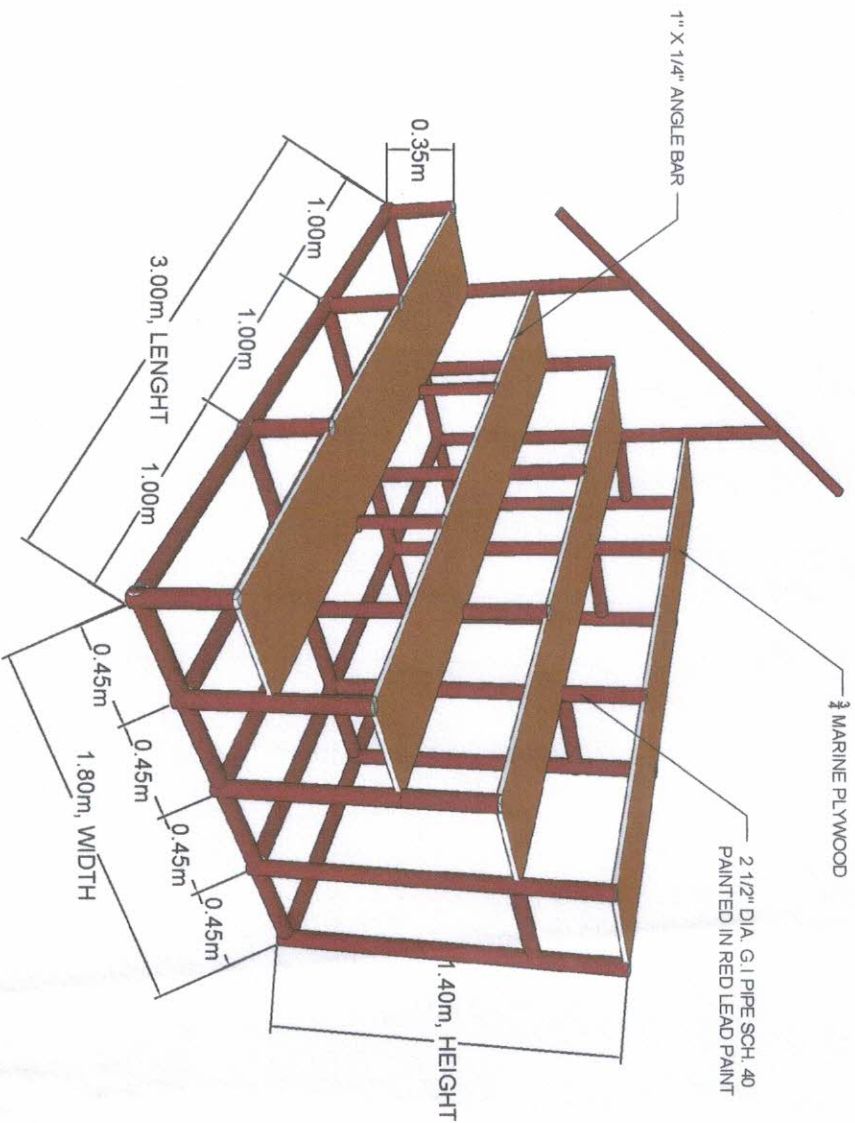 1" X 1/4" ANGLE BAR
¾ MARINE PLYWOOD
2 1/2" DIA. G.I PIPE SCH. 40
PAINTED IN RED LEAD PAINT
0.35m
1.00m
1.00m
1.00m
3.00m, LENGHT
0.45m
0.45m
0.45m
0.45m
1.80m, WIDTH
1.40m, HEIGHT